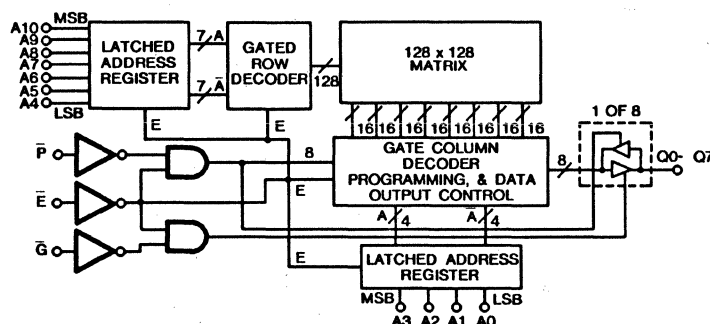 A10 MSB
A9
A8
A7
A6
A5
A4 LSB
LATCHED
ADDRESS
REGISTER
7 A
7 A̅
GATED
ROW
DECODER
128
128 x 128
MATRIX
16 16 16 16 16 16 16 16
1 OF 8
E
E
P̅
E̅
G̅
8
E
GATE COLUMN
DECODER
PROGRAMMING, & DATA
OUTPUT CONTROL
8
Q0- Q7
A 4
A̅ 4
E
LATCHED ADDRESS
REGISTER
MSB LSB
A3 A2 A1 A0